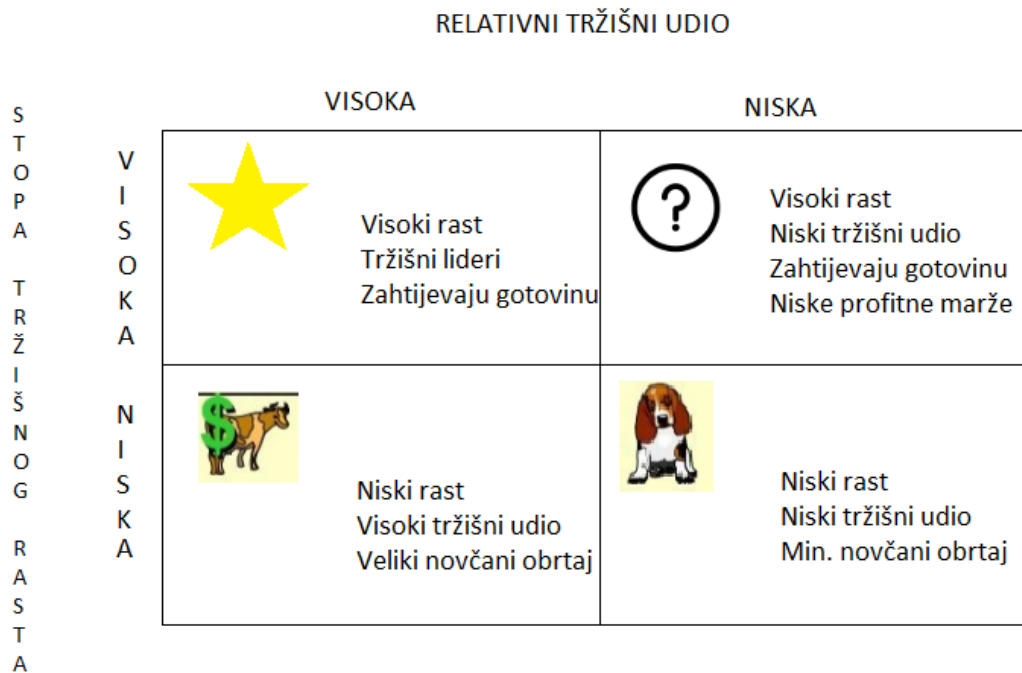 RELATIVNI TRŽIŠNI UDIO
VISOKA
NISKA
STOPA TRŽIŠNOG RASTA
VISOKA
Visoki rast
Tržišni lideri
Zahtijevaju gotovinu
?
Visoki rast
Niski tržišni udio
Zahtijevaju gotovinu
Niske profitne marže
NISKA
$
Niski rast
Visoki tržišni udio
Veliki novčani obrtaj
Niski rast
Niski tržišni udio
Min. novčani obrtaj